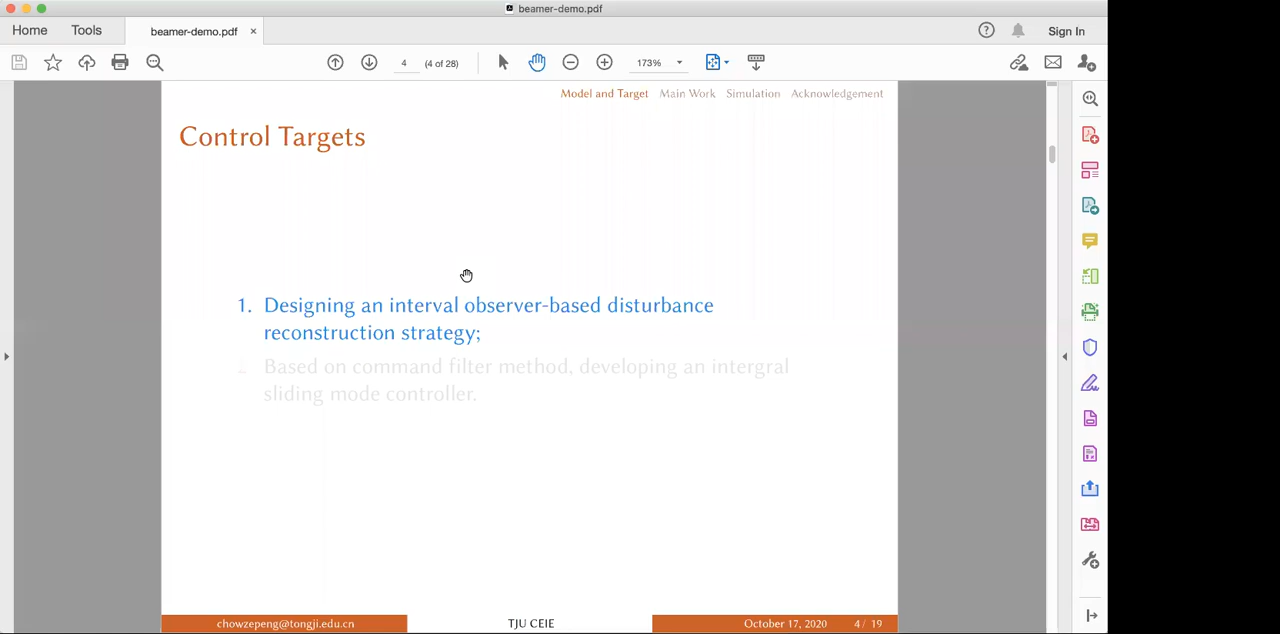 beamer-demo.pdf
Home Tools beamer-demo.pdf × Sign In
4 (4 of 28) 173%
Model and Target Main Work Simulation Acknowledgement
Control Targets
1. Designing an interval observer-based disturbance
reconstruction strategy;
2. Based on command filter method, developing an intergral
sliding mode controller.
chowzepeng@tongji.edu.cn TJU CEIE October 17, 2020 4 / 19